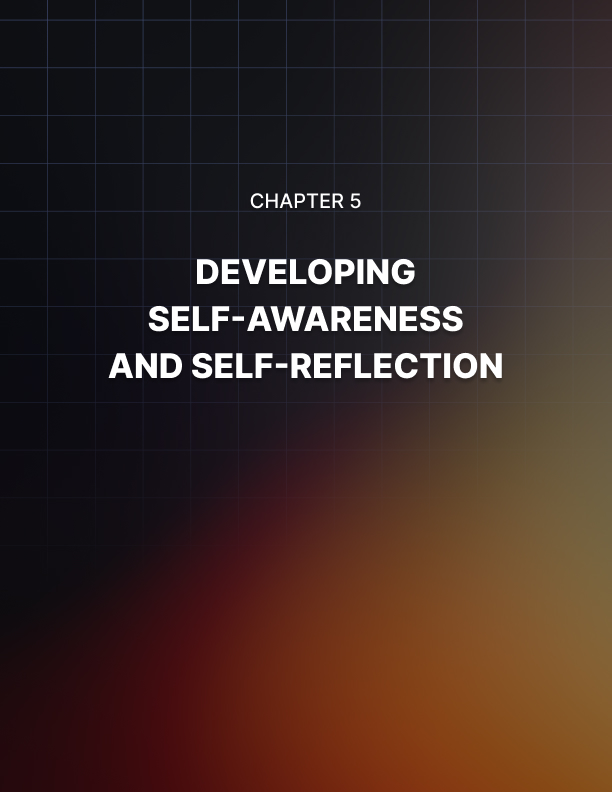 CHAPTER 5
DEVELOPING
SELF-AWARENESS
AND SELF-REFLECTION